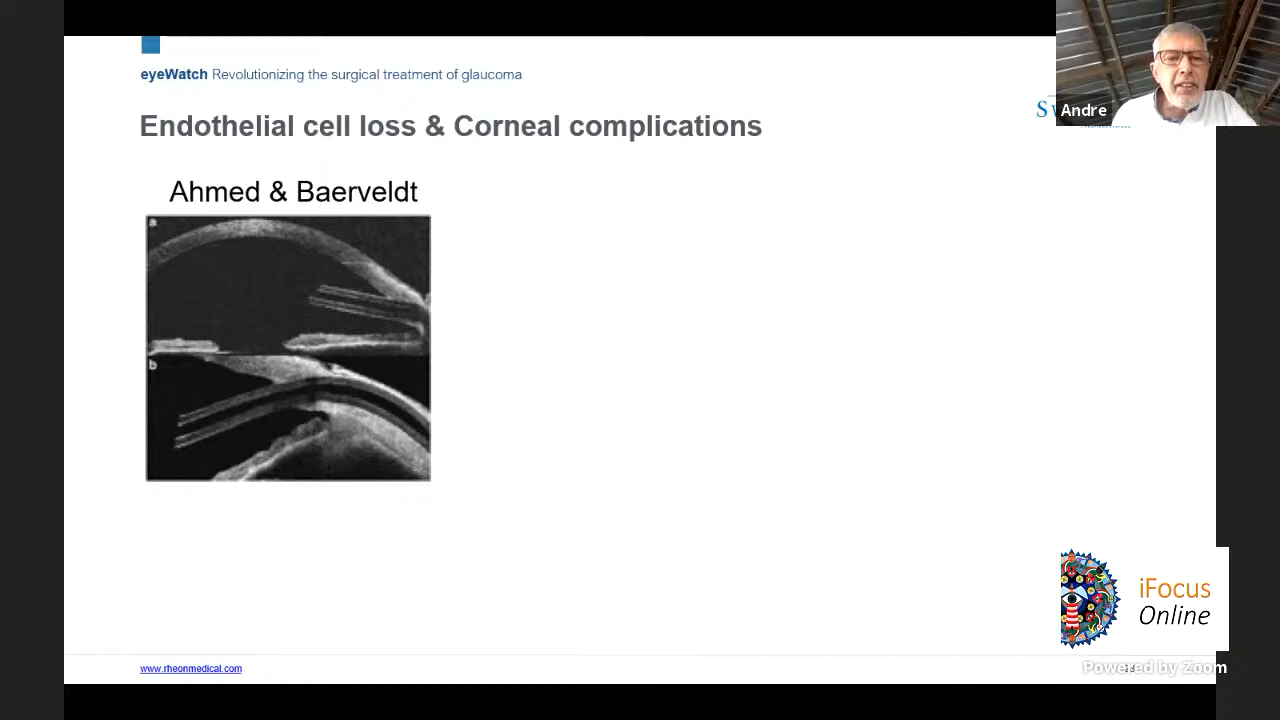 eyeWatch Revolutionizing the surgical treatment of glaucoma
Andre
Endothelial cell loss & Corneal complications
Ahmed & Baerveldt
a
b
iFocus
Online
www.rheonmedical.com
Powered by Zoom